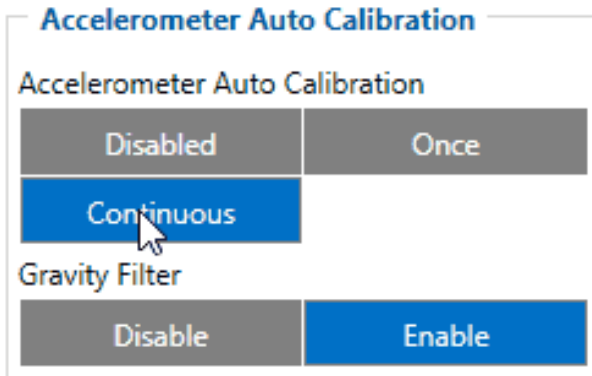 Accelerometer Auto Calibration
Accelerometer Auto Calibration
Disabled Once
Continuous
Gravity Filter
Disable Enable